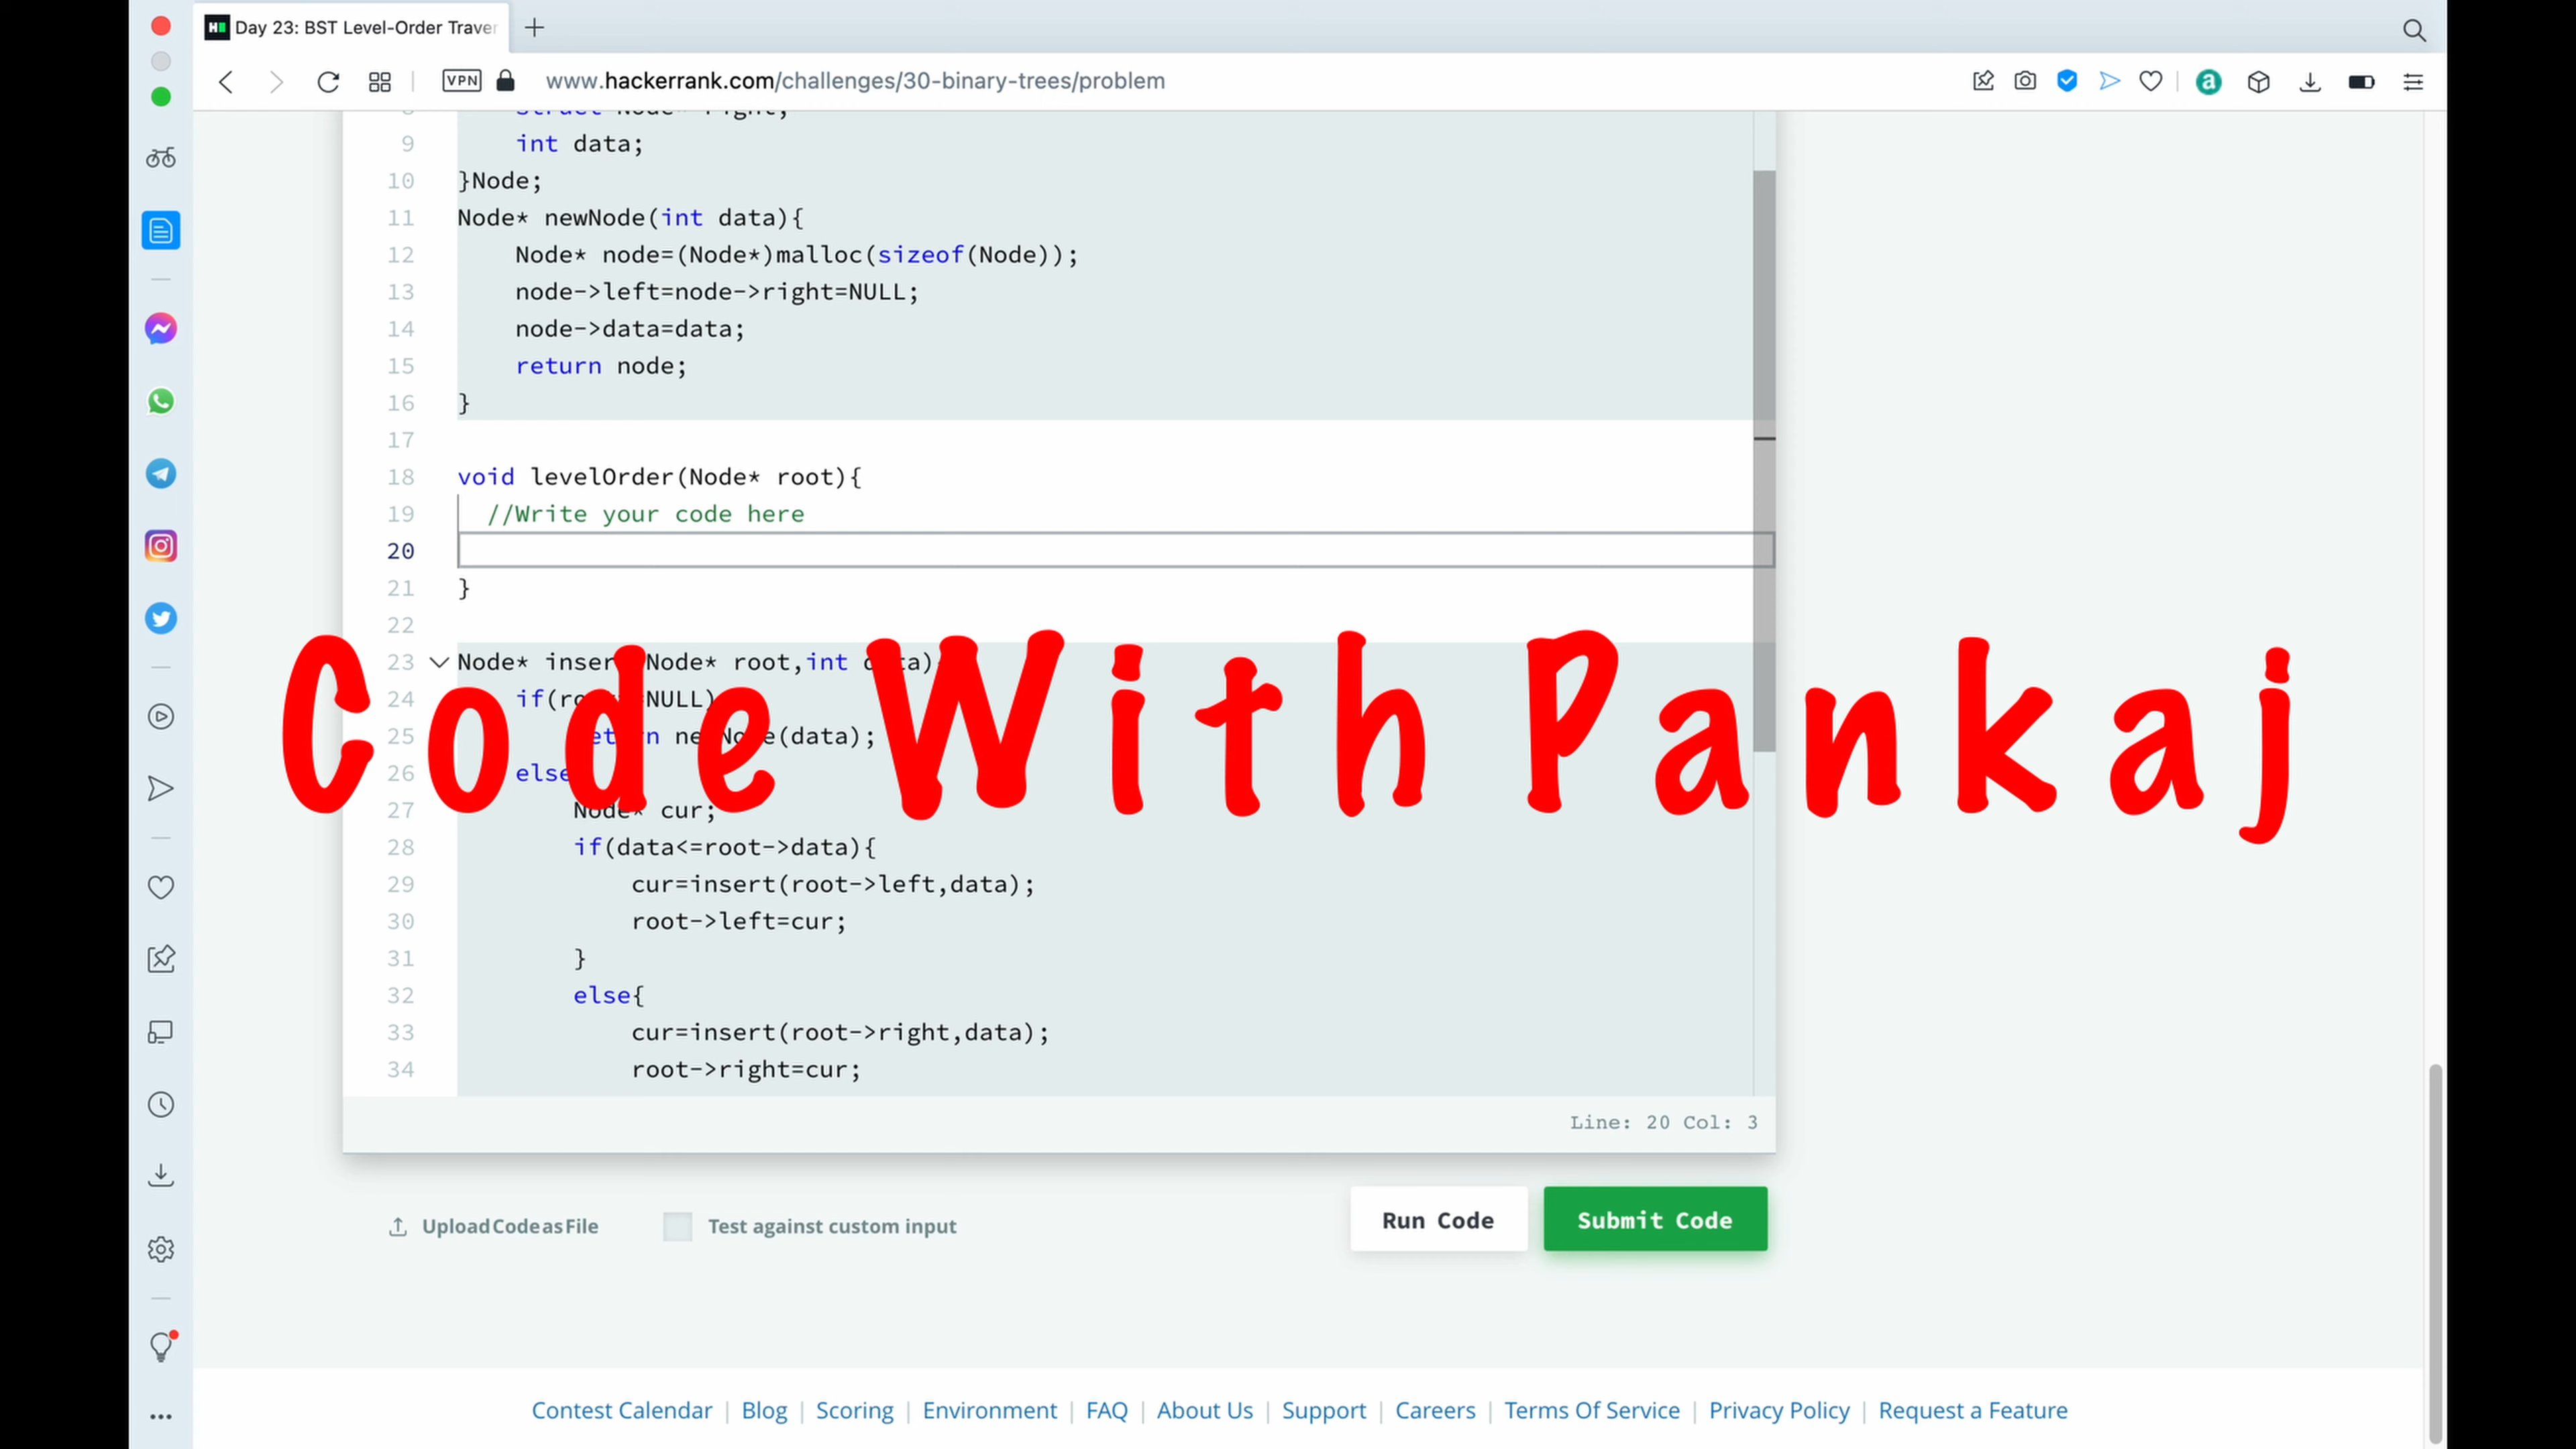 Day 23: BST Level-Order Traver
VPN
www.hackerrank.com/challenges/30-binary-trees/problem
9 int data;
10 }Node;
11 Node* newNode(int data){
12 Node* node=(Node*)malloc(sizeof(Node));
13 node->left=node->right=NULL;
14 node->data=data;
15 return node;
16 }
17
18 void levelOrder(Node* root){
19 //Write your code here
20
21 }
22
Code With Pankaj
23 Node* root,int
24 NULL)
25 (data);
26 else
27 cur;
28 if(data<=root->data){
29 cur=insert(root->left,data);
30 root->left=cur;
31 }
32 else{
33 cur=insert(root->right,data);
34 root->right=cur;
Line: 20 Col: 3
Upload Code as File
Test against custom input
Run Code
Submit Code
Contest Calendar | Blog | Scoring | Environment | FAQ | About Us | Support | Careers | Terms Of Service | Privacy Policy | Request a Feature